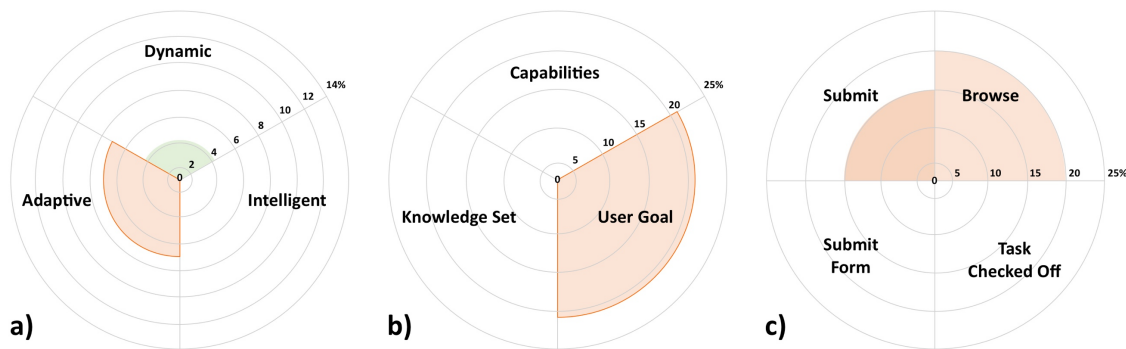 Dynamic
Adaptive
Intelligent
0
2
4
6
8
10
12
14%
a)
Capabilities
Knowledge Set
User Goal
0
5
10
15
20
25%
b)
Submit
Browse
Submit
Form
Task
Checked Off
0
5
10
15
20
25%
c)